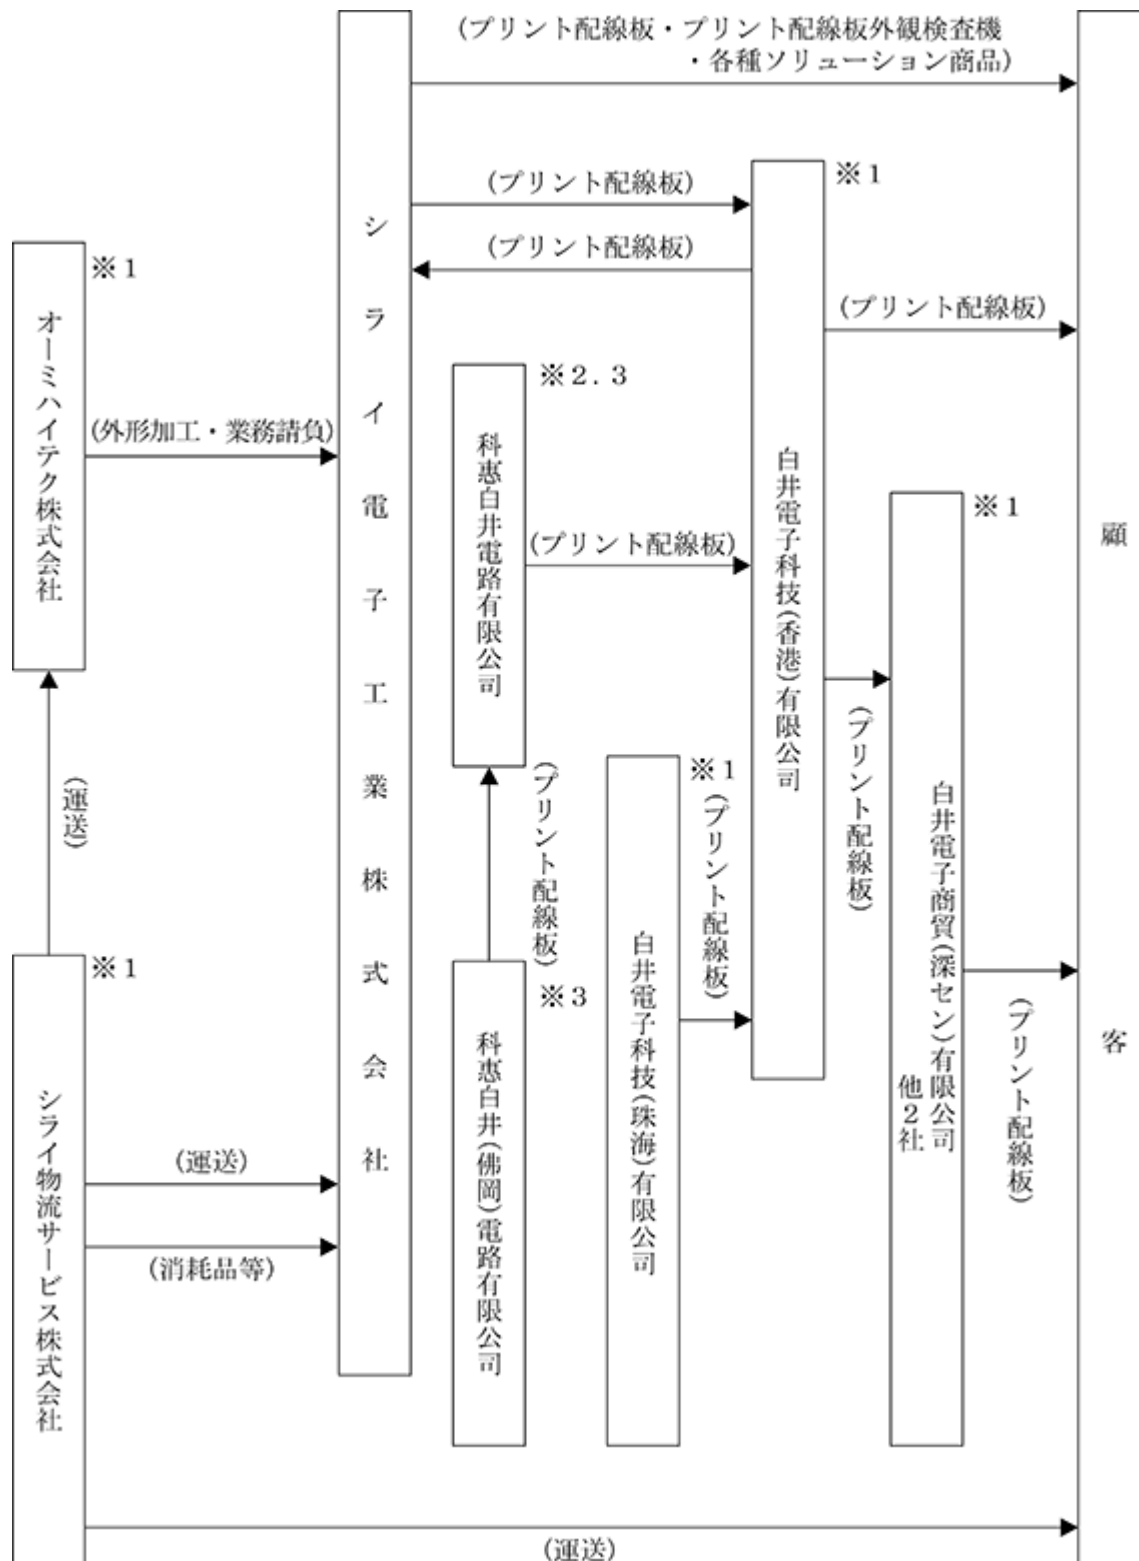 (プリント配線板・プリント配線板外観検査機
・各種ソリューション商品)
※1
(プリント配線板)
シライ電子工業株式会社
(プリント配線板)
※1
(プリント配線板)
オーミハイテク株式会社
※2.3
(外形加工・業務請負)
科惠白井電路有限公司
白井電子科技(香港)有限公司
※1
顧客
(プリント配線板)
(プリント配線板)
※1
(プリント配線板)
(プリント配線板)
(運送)
白井電子商貿(深セン)有限公司
他2社
※1
※3
科惠白井(佛岡)電路有限公司
白井電子科技(珠海)有限公司
(プリント配線板)
シライ物流サービス株式会社
(運送)
(消耗品等)
(運送)